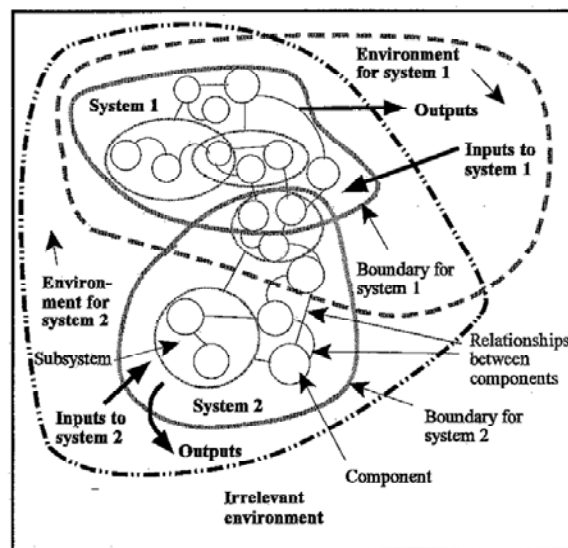 Environment
for system 1
System 1
Outputs
Inputs to
system 1
Boundary for
system 1
Environ-
ment for
system 2
Subsystem
Relationships
between
components
Inputs to
system 2
System 2
Boundary for
system 2
Outputs
Component
Irrelevant
environment